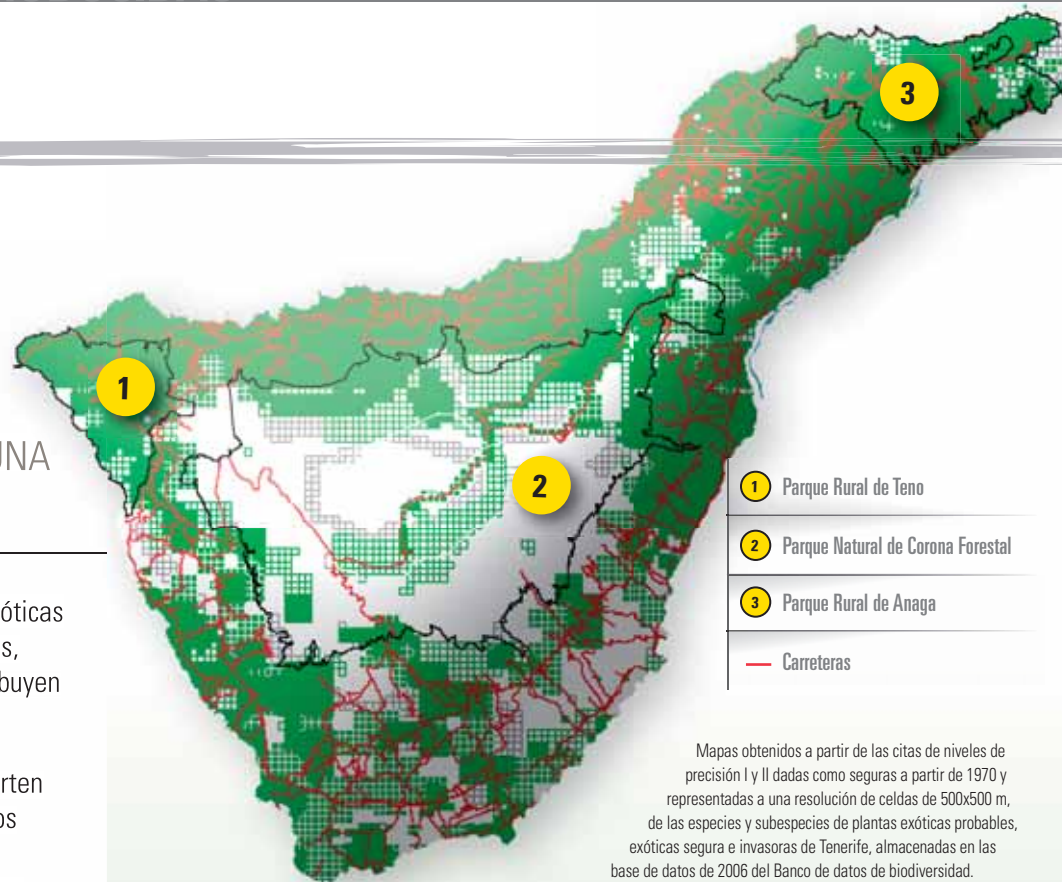 3
1
2
UNA
óticas
s,
buyen
rten
os
1 Parque Rural de Teno
2 Parque Natural de Corona Forestal
3 Parque Rural de Anaga
Carreteras
Mapas obtenidos a partir de las citas de niveles de
precisión I y II dadas como seguras a partir de 1970 y
representadas a una resolución de celdas de 500x500 m,
de las especies y subespecies de plantas exóticas probables,
exóticas segura e invasoras de Tenerife, almacenadas en las
base de datos de 2006 del Banco de datos de biodiversidad.